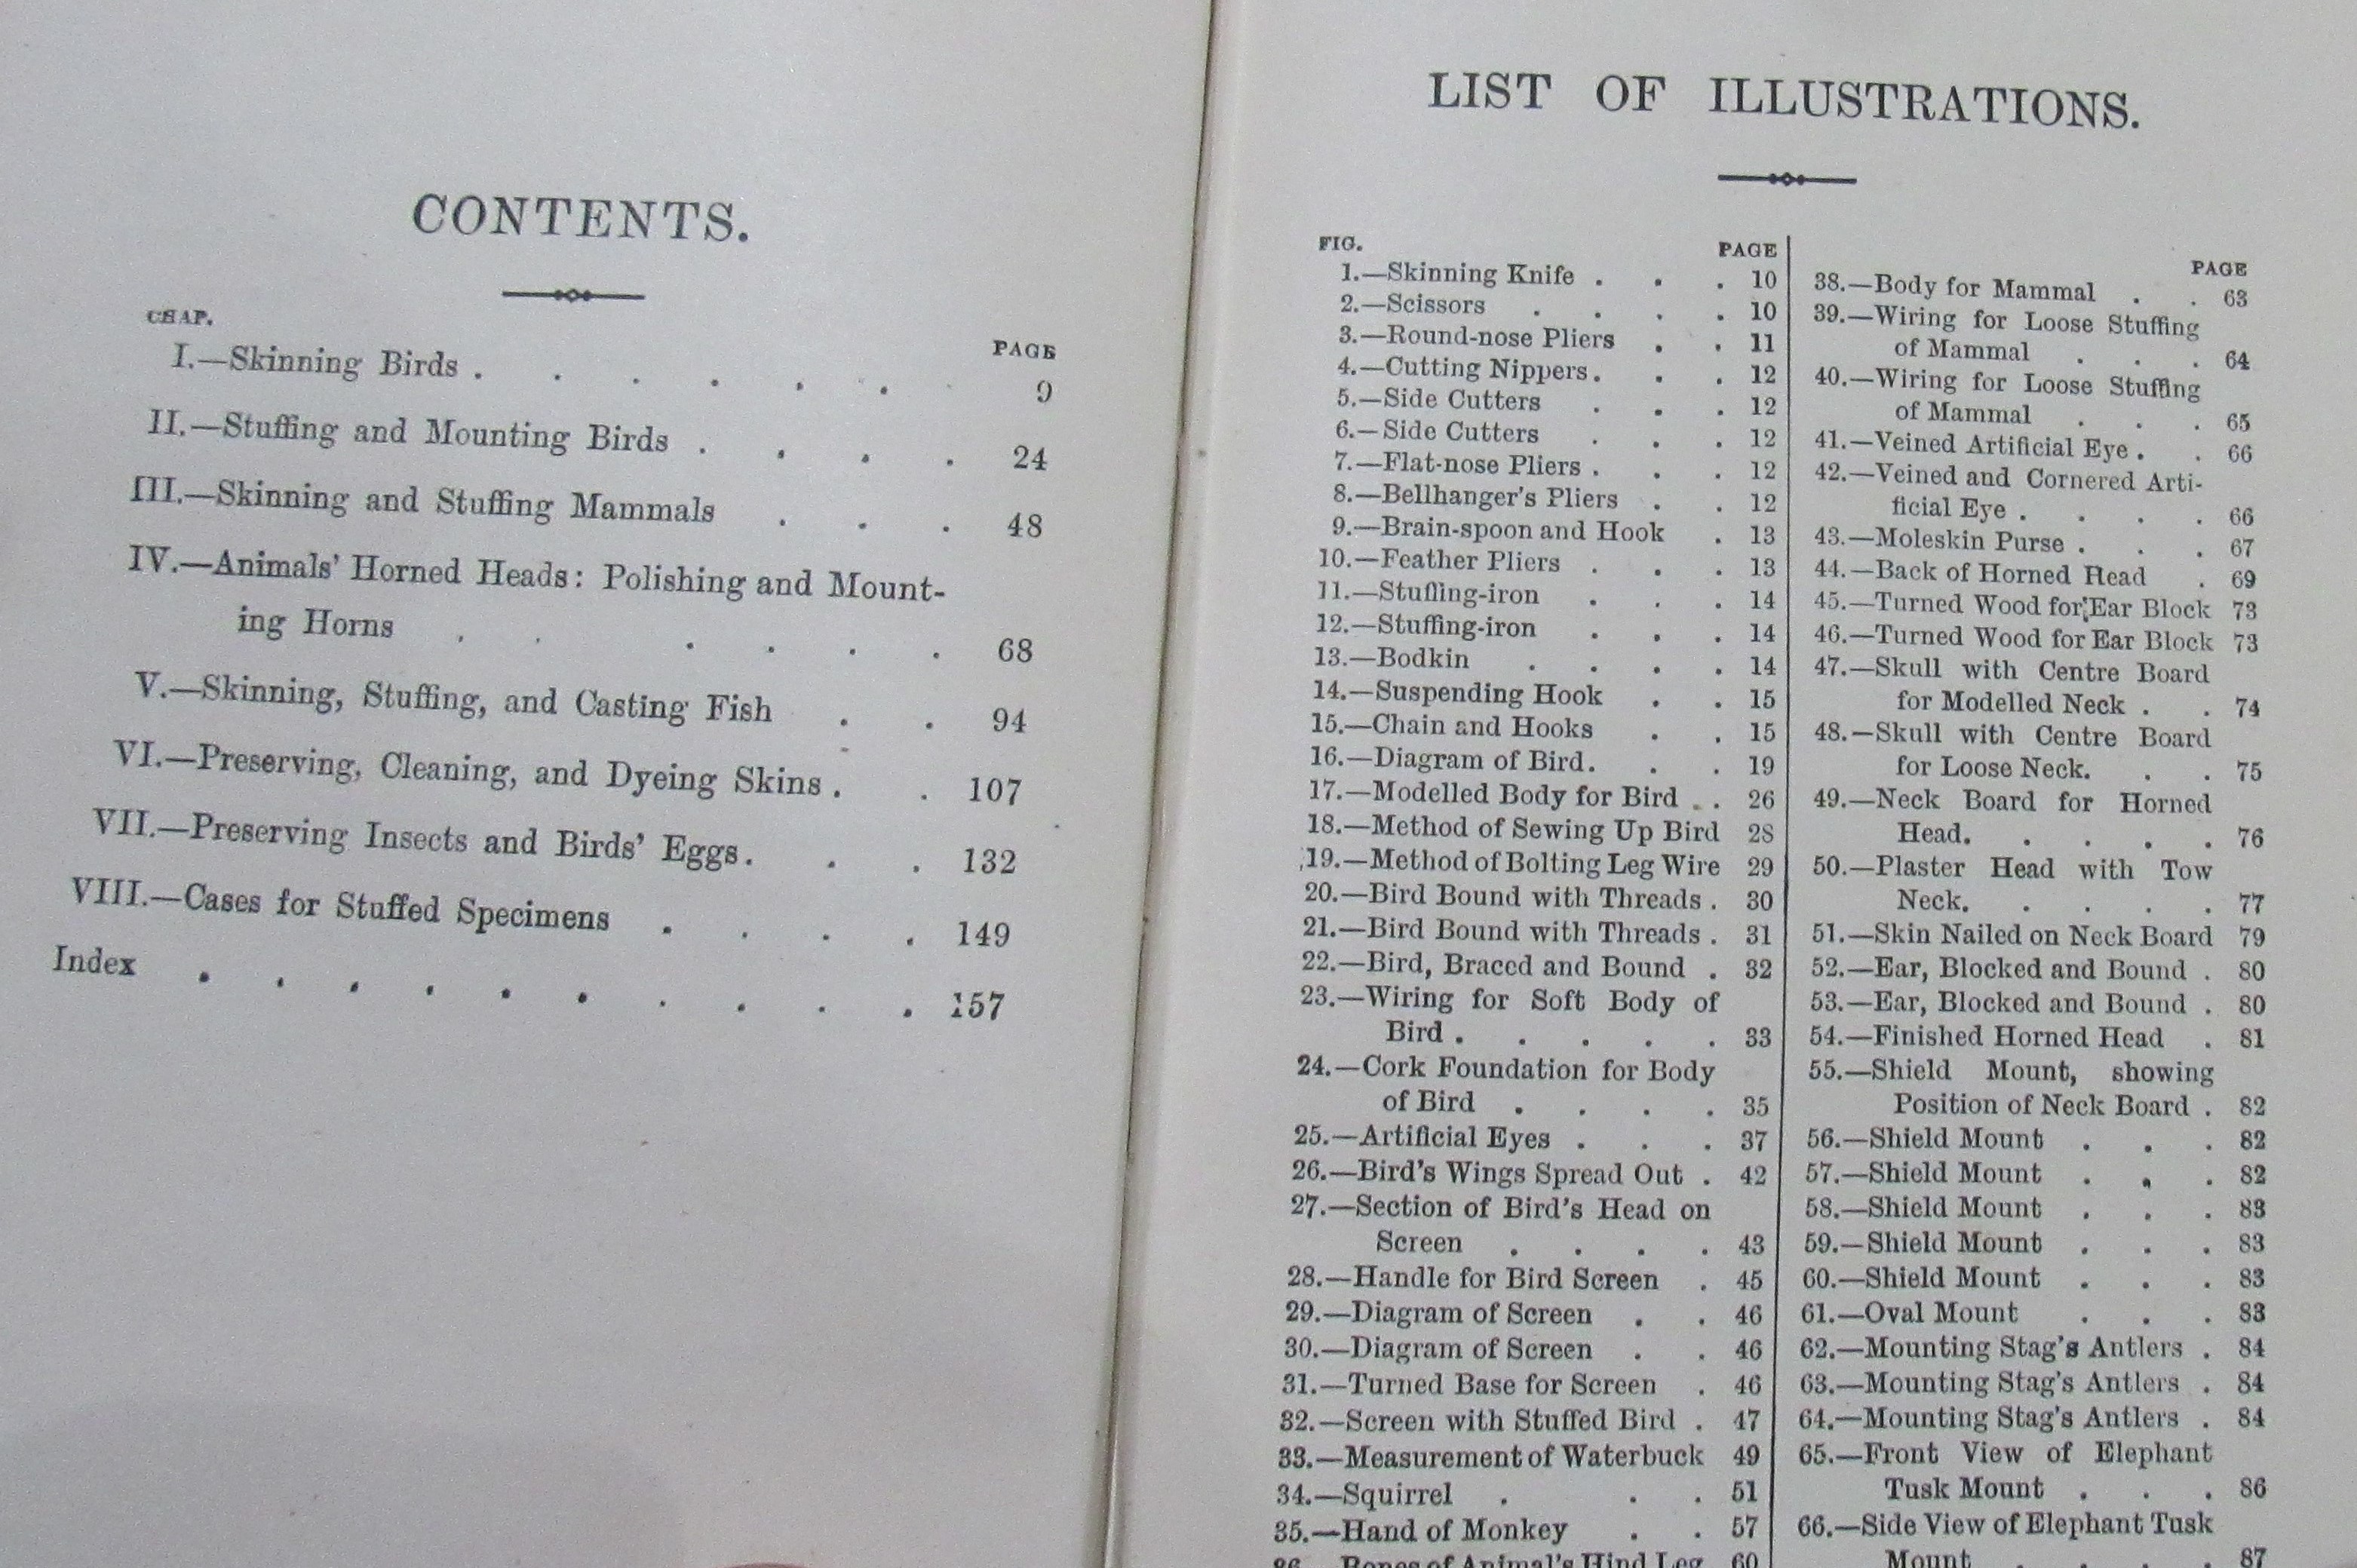 CONTENTS.
CHAP.
PAGE
I.—Skinning Birds . . . . . . 9
II.—Stuffing and Mounting Birds . . . . 24
III.—Skinning and Stuffing Mammals . . . 48
IV.—Animals' Horned Heads: Polishing and Mount-
ing Horns . . . . . . 68
V.—Skinning, Stuffing, and Casting Fish . . 94
VI.—Preserving, Cleaning, and Dyeing Skins . . 107
VII.—Preserving Insects and Birds' Eggs . . . 132
VIII.—Cases for Stuffed Specimens . . . . 149
Index . . . . . . . . . . 157
LIST OF ILLUSTRATIONS.
FIG. PAGE
1.—Skinning Knife . . . 10
2.—Scissors . . . . 10
3.—Round-nose Pliers . . 11
4.—Cutting Nippers . . . 12
5.—Side Cutters . . . 12
6.—Side Cutters . . . 12
7.—Flat-nose Pliers . . . 12
8.—Bellhanger's Pliers . . 12
9.—Brain-spoon and Hook . 13
10.—Feather Pliers . . . 13
11.—Stuffing-iron . . . 14
12.—Stuffing-iron . . . 14
13.—Bodkin . . . . 14
14.—Suspending Hook . . 15
15.—Chain and Hooks . . 15
16.—Diagram of Bird . . . 19
17.—Modelled Body for Bird . . 26
18.—Method of Sewing Up Bird 28
19.—Method of Bolting Leg Wire 29
20.—Bird Bound with Threads . 30
21.—Bird Bound with Threads . 31
22.—Bird, Braced and Bound . 32
23.—Wiring for Soft Body of
Bird . . . . . 33
24.—Cork Foundation for Body
of Bird . . . . 35
25.—Artificial Eyes . . . 37
26.—Bird's Wings Spread Out . 42
27.—Section of Bird's Head on
Screen . . . . 43
28.—Handle for Bird Screen . 45
29.—Diagram of Screen . . 46
30.—Diagram of Screen . . 46
31.—Turned Base for Screen . 46
32.—Screen with Stuffed Bird . 47
33.—Measurement of Waterbuck 49
34.—Squirrel . . . 51
35.—Hand of Monkey . . 57
36.—Bones of Animal's Hind Leg 60
PAGE
38.—Body for Mammal . . 63
39.—Wiring for Loose Stuffing
of Mammal . . . 64
40.—Wiring for Loose Stuffing
of Mammal . . . 65
41.—Veined Artificial Eye . . 66
42.—Veined and Cornered Arti-
ficial Eye . . . . 66
43.—Moleskin Purse . . . 67
44.—Back of Horned Head . 69
45.—Turned Wood for Ear Block 73
46.—Turned Wood for Ear Block 73
47.—Skull with Centre Board
for Modelled Neck . . 74
48.—Skull with Centre Board
for Loose Neck. . . 75
49.—Neck Board for Horned
Head. . . . . 76
50.—Plaster Head with Tow
Neck. . . . . 77
51.—Skin Nailed on Neck Board 79
52.—Ear, Blocked and Bound . 80
53.—Ear, Blocked and Bound . 80
54.—Finished Horned Head . 81
55.—Shield Mount, showing
Position of Neck Board . 82
56.—Shield Mount . . . 82
57.—Shield Mount . . . 82
58.—Shield Mount . . . 83
59.—Shield Mount . . . 83
60.—Shield Mount . . . 83
61.—Oval Mount . . . 83
62.—Mounting Stag's Antlers . 84
63.—Mounting Stag's Antlers . 84
64.—Mounting Stag's Antlers . 84
65.—Front View of Elephant
Tusk Mount . . . 86
66.—Side View of Elephant Tusk
Mount . . . . 87